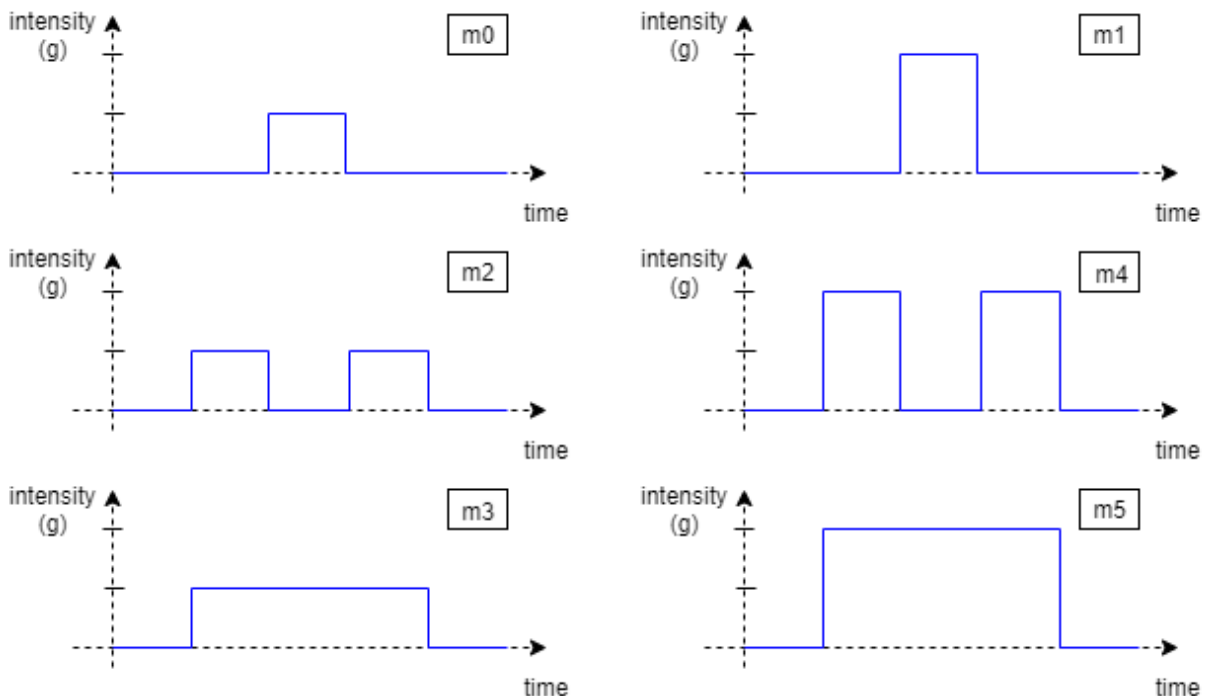 intensity
(g)
m0
time
intensity
(g)
m1
time
intensity
(g)
m2
time
intensity
(g)
m4
time
intensity
(g)
m3
time
intensity
(g)
m5
time